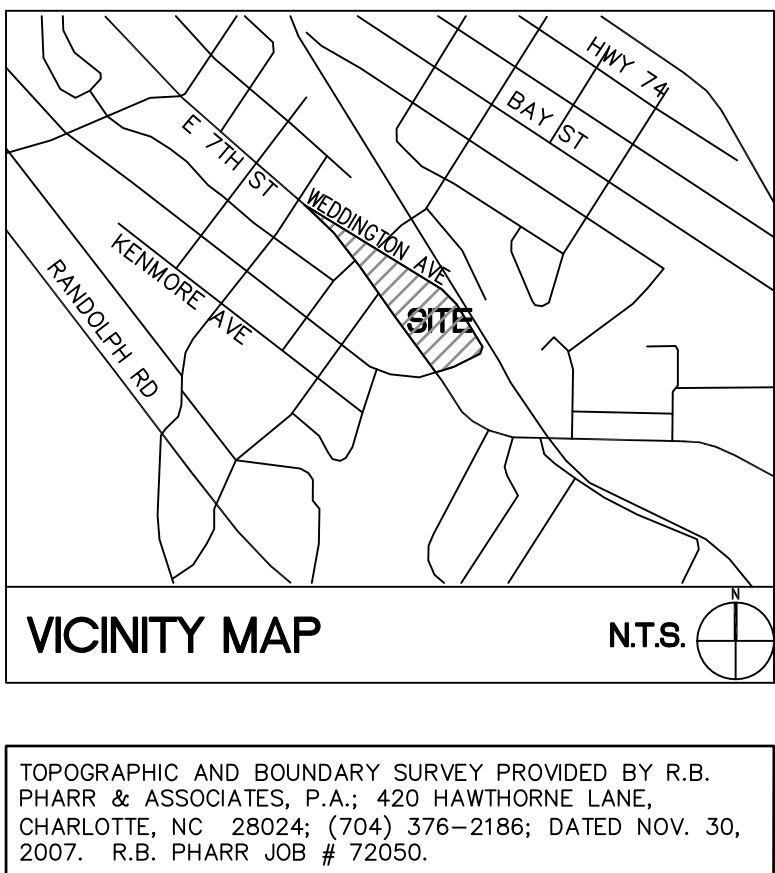 HWY 74
BAY ST
E 7TH ST
WEDDINGTON AVE
KENMORE AVE
RANDOLPH RD
SITE
VICINITY MAP
N.T.S.
N
TOPOGRAPHIC AND BOUNDARY SURVEY PROVIDED BY R.B.
PHARR & ASSOCIATES, P.A.; 420 HAWTHORNE LANE,
CHARLOTTE, NC 28024; (704) 376-2186; DATED NOV. 30,
2007. R.B. PHARR JOB # 72050.